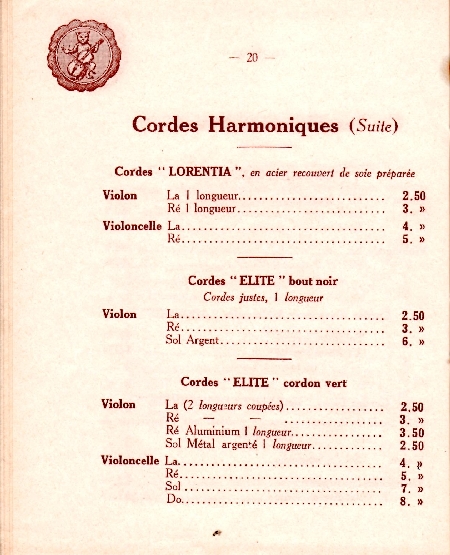 — 20 —
Cordes Harmoniques (Suite)
Cordes "LORENTIA", en acier recouvert de soie préparée
Violon La 1 longueur........................... 2.50
Ré 1 longueur........................... 3. »
Violoncelle La........................... 4. »
Ré........................... 5. »
Cordes "ELITE" bout noir
Cordes justes, 1 longueur
Violon La........................... 2.50
Ré........................... 3. »
Sol Argent........................... 6. »
Cordes "ELITE" cordon vert
Violon La (2 longueurs coupées)................ 2.50
Ré — — ................ 3. »
Ré Aluminium 1 longueur................ 3.50
Sol Métal argenté 1 longueur............ 2.50
Violoncelle La........................... 4. »
Ré........................... 5. »
Sol........................... 7. »
Do........................... 8. »